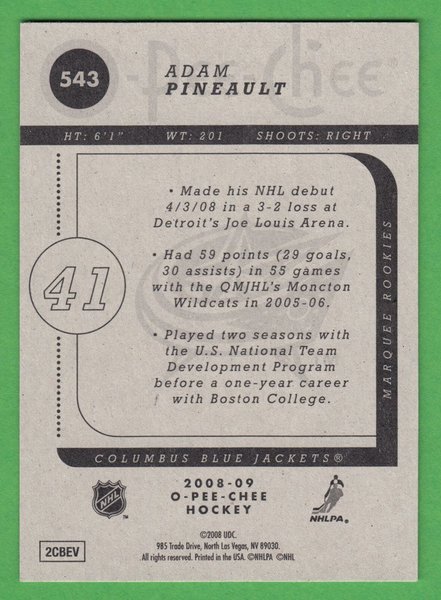 O-Pee-Chee
543
ADAM
PINEAULT
HT: 6'1" WT: 201 SHOOTS: RIGHT
• Made his NHL debut
4/3/08 in a 3-2 loss at
Detroit's Joe Louis Arena.
• Had 59 points (29 goals,
30 assists) in 55 games
with the QMJHL's Moncton
Wildcats in 2005-06.
• Played two seasons with
the U.S. National Team
Development Program
before a one-year career
with Boston College.
41
MARQUEE ROOKIES
COLUMBUS BLUE JACKETS®
2008-09
O-PEE-CHEE
HOCKEY
NHL
TM
NHLPA®
©2008 UDC.
985 Trade Drive, North Las Vegas, NV 89030.
All rights reserved. Printed in the USA. ©NHLPA ©NHL
2CBEV